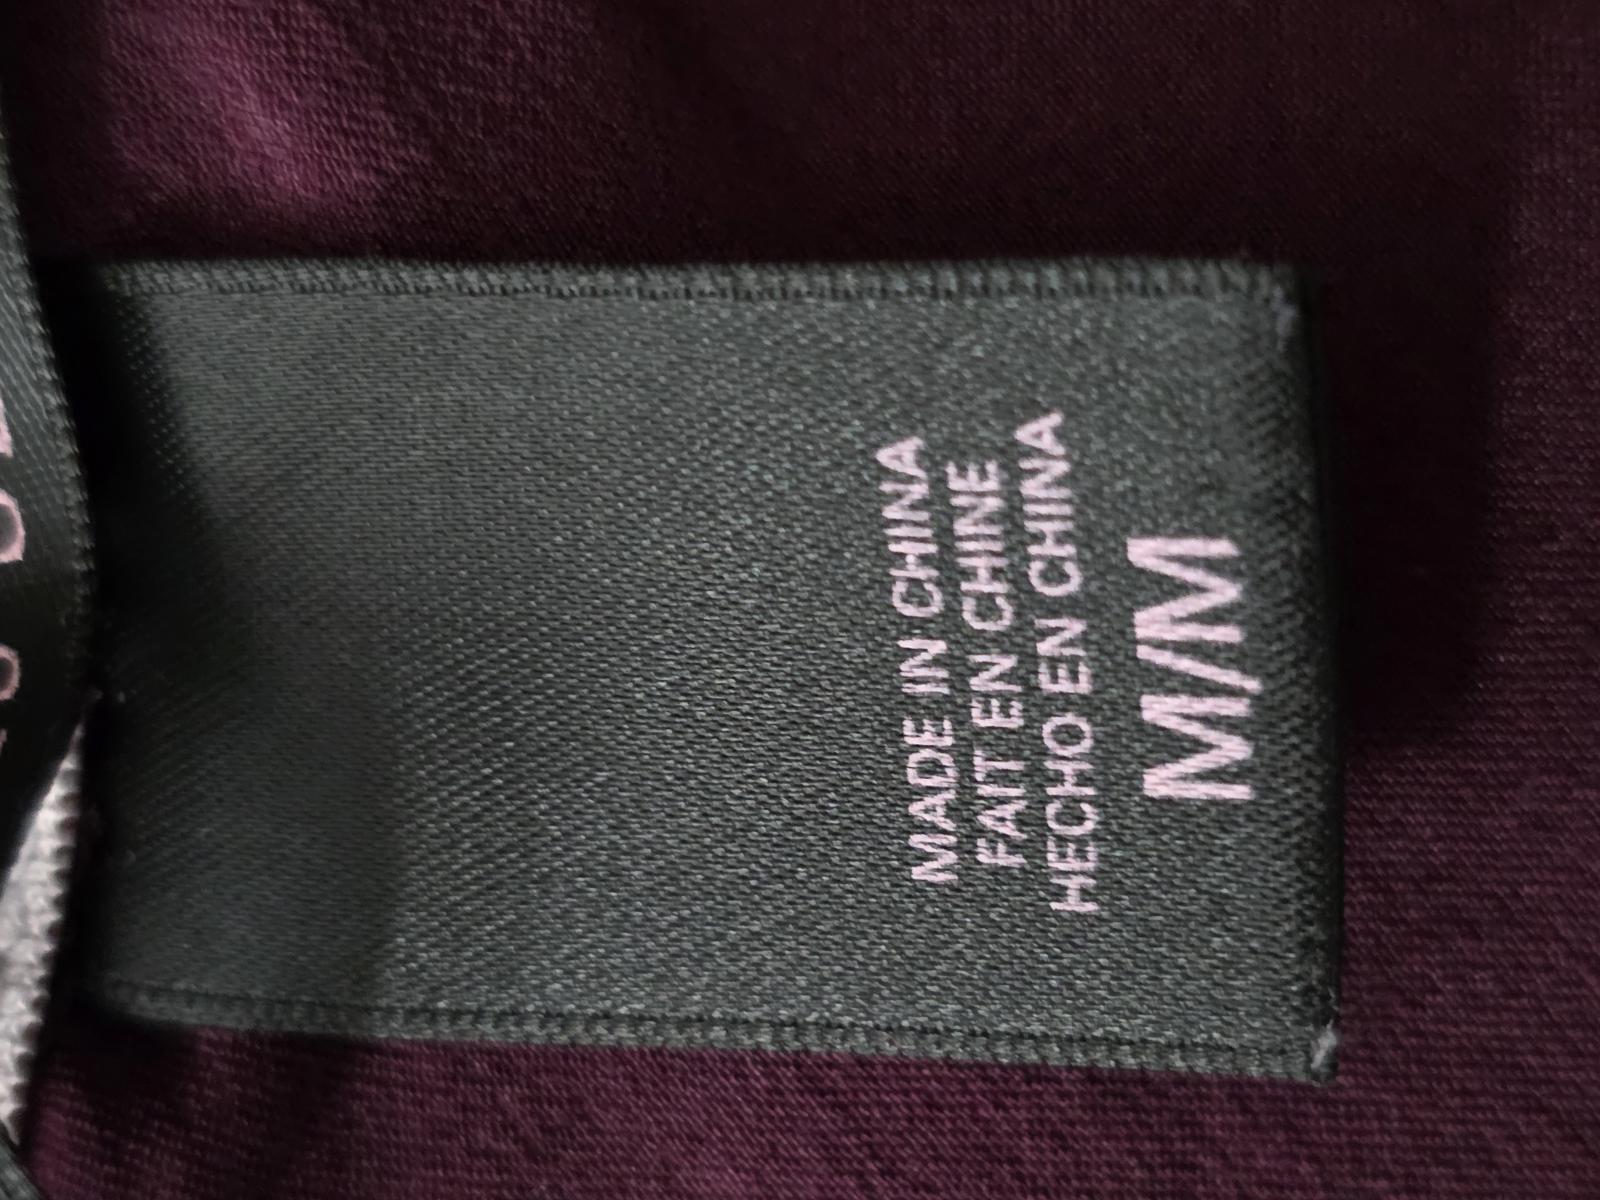 MADE IN CHINA
FAIT EN CHINE
HECHO EN CHINA
M/M